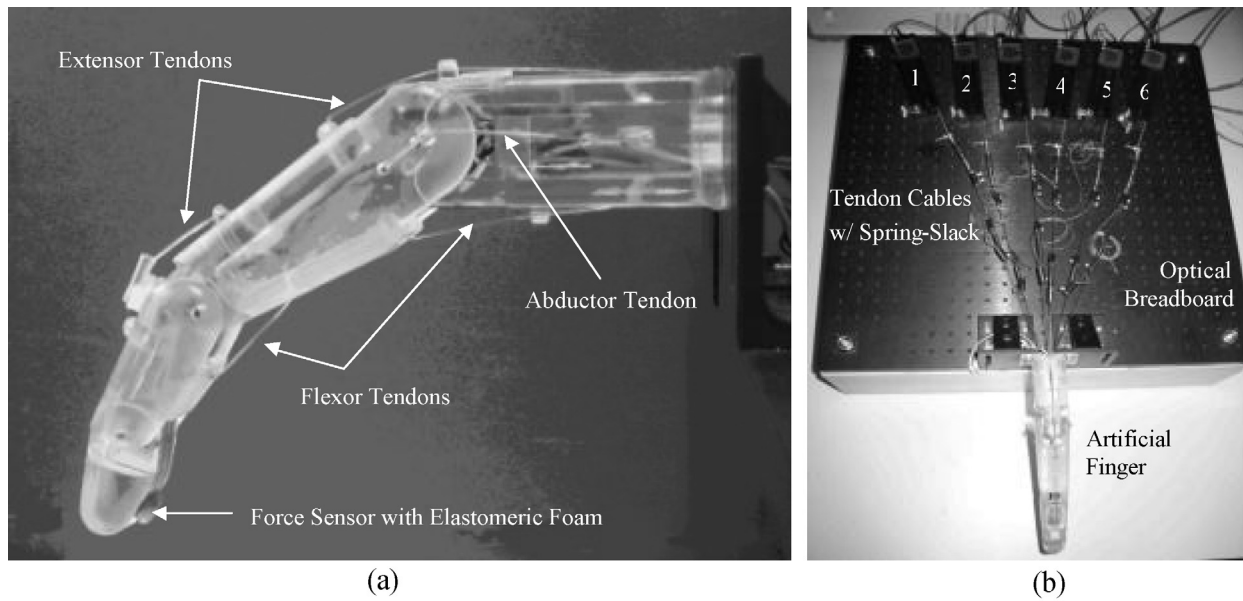 Extensor Tendons
Abductor Tendon
Flexor Tendons
Force Sensor with Elastomeric Foam
(a)
1 2 3 4 5 6
Tendon Cables
w/ Spring-Slack
Optical
Breadboard
Artificial
Finger
(b)